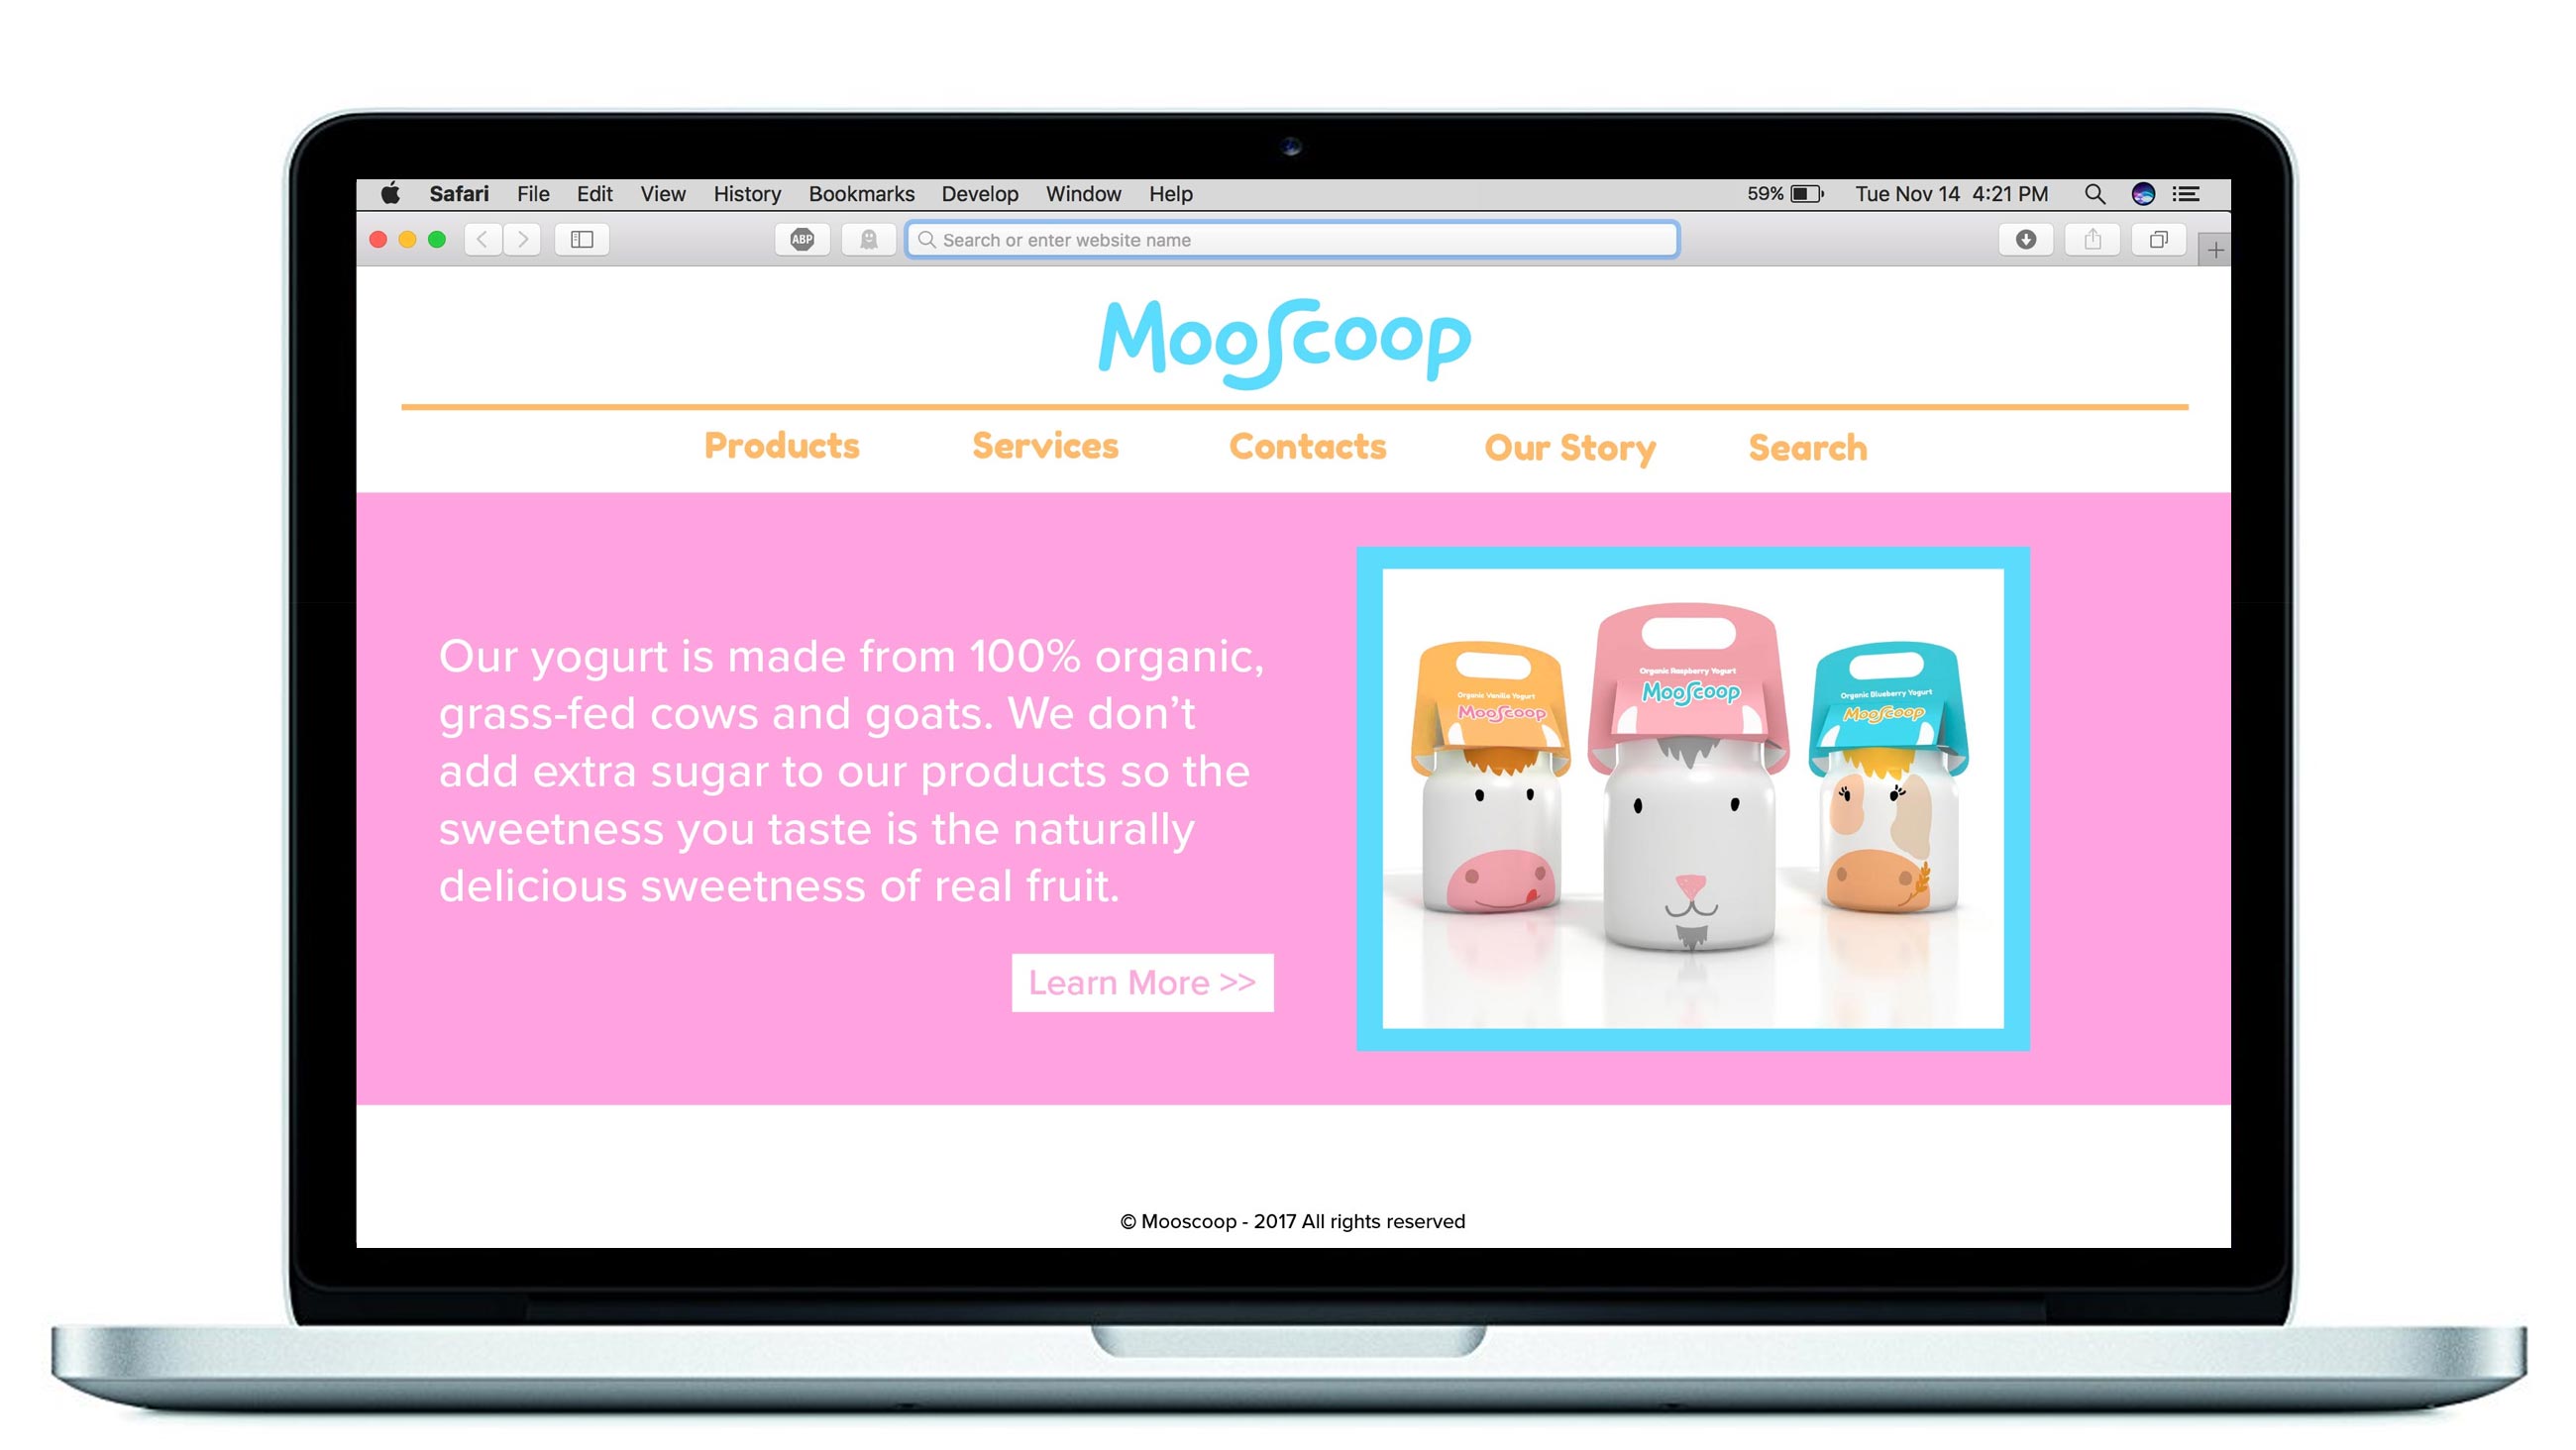 Safari File Edit View History Bookmarks Develop Window Help 59% Tue Nov 14 4:21 PM
ABP Search or enter website name
MooScoop
Products Services Contacts Our Story Search
Our yogurt is made from 100% organic,
grass-fed cows and goats. We don’t
add extra sugar to our products so the
sweetness you taste is the naturally
delicious sweetness of real fruit.
Learn More >>
Organic Vanilla Yogurt
MooScoop
Organic Raspberry Yogurt
MooScoop
Organic Blueberry Yogurt
MooScoop
© Mooscoop - 2017 All rights reserved